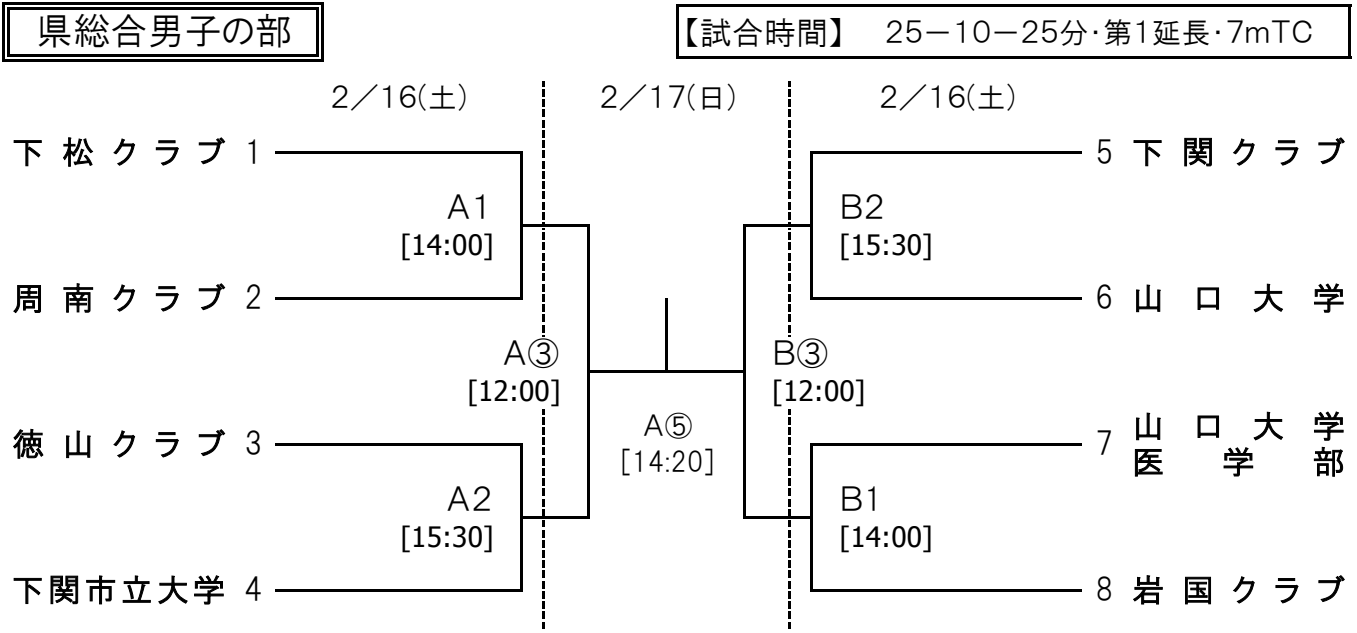 県総合男子の部
【試合時間】 25－10－25分・第1延長・7mTC
2／16(土) 2／17(日) 2／16(土)
下松クラブ 1
5 下関クラブ
A1
[14:00]
B2
[15:30]
周南クラブ 2
6 山口大学
A③
[12:00]
B③
[12:00]
A⑤
[14:20]
徳山クラブ 3
7 山口大学
医学部
A2
[15:30]
B1
[14:00]
下関市立大学 4
8 岩国クラブ